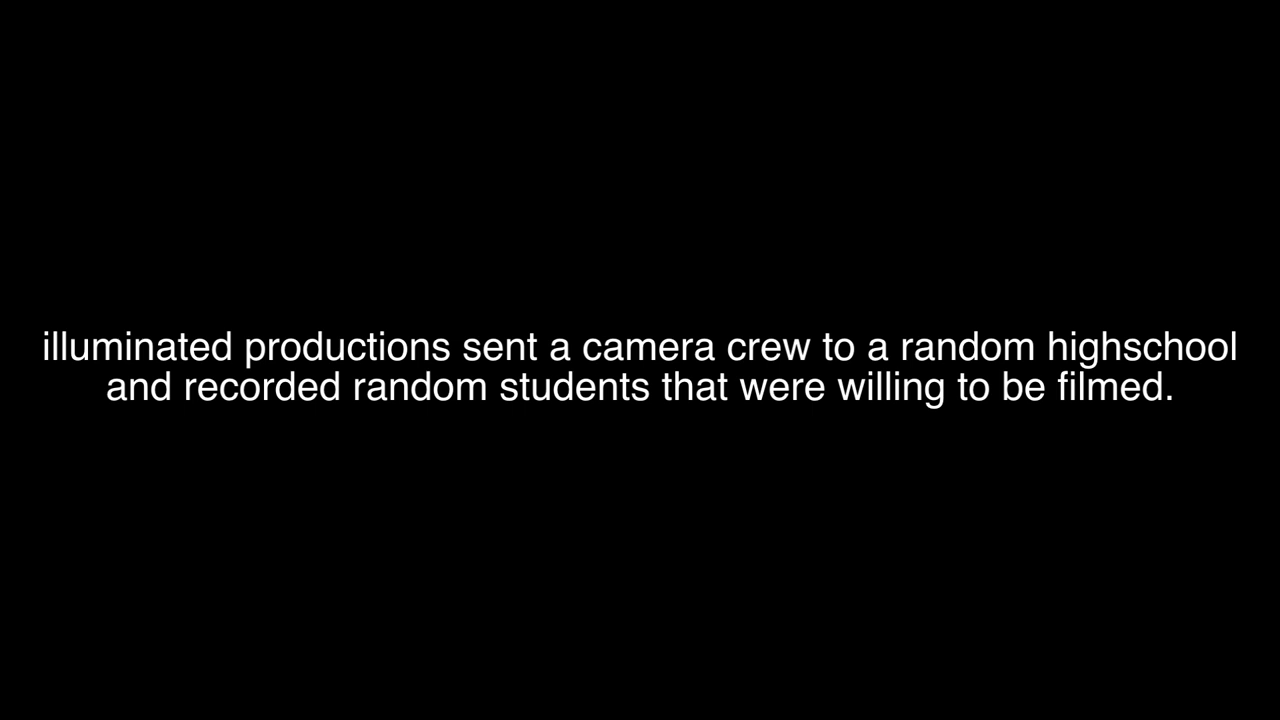 illuminated productions sent a camera crew to a random highschool
and recorded random students that were willing to be filmed.